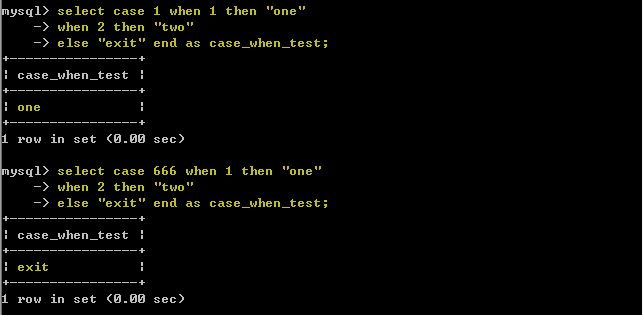 mysql> select case 1 when 1 then "one"
    -> when 2 then "two"
    -> else "exit" end as case_when_test;
+----------------+
| case_when_test |
+----------------+
| one            |
+----------------+
1 row in set (0.00 sec)
mysql> select case 666 when 1 then "one"
    -> when 2 then "two"
    -> else "exit" end as case_when_test;
+----------------+
| case_when_test |
+----------------+
| exit           |
+----------------+
1 row in set (0.00 sec)